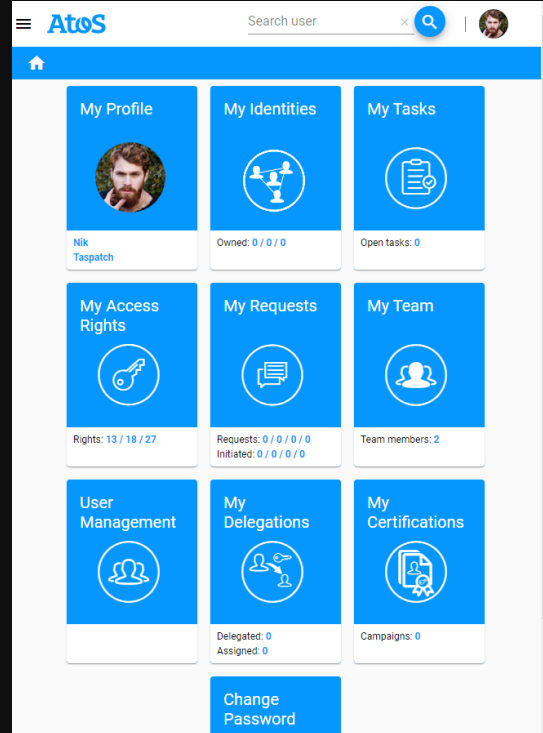 Atos
Search user
My Profile
My Identities
My Tasks
Nik
Taspatch
Owned: 0 / 0 / 0
Open tasks: 0
My Access
Rights
My Requests
My Team
Rights: 13 / 18 / 27
Requests: 0 / 0 / 0 / 0
Initiated: 0 / 0 / 0 / 0
Team members: 2
User
Management
My
Delegations
My
Certifications
Delegated: 0
Assigned: 0
Campaigns: 0
Change
Password